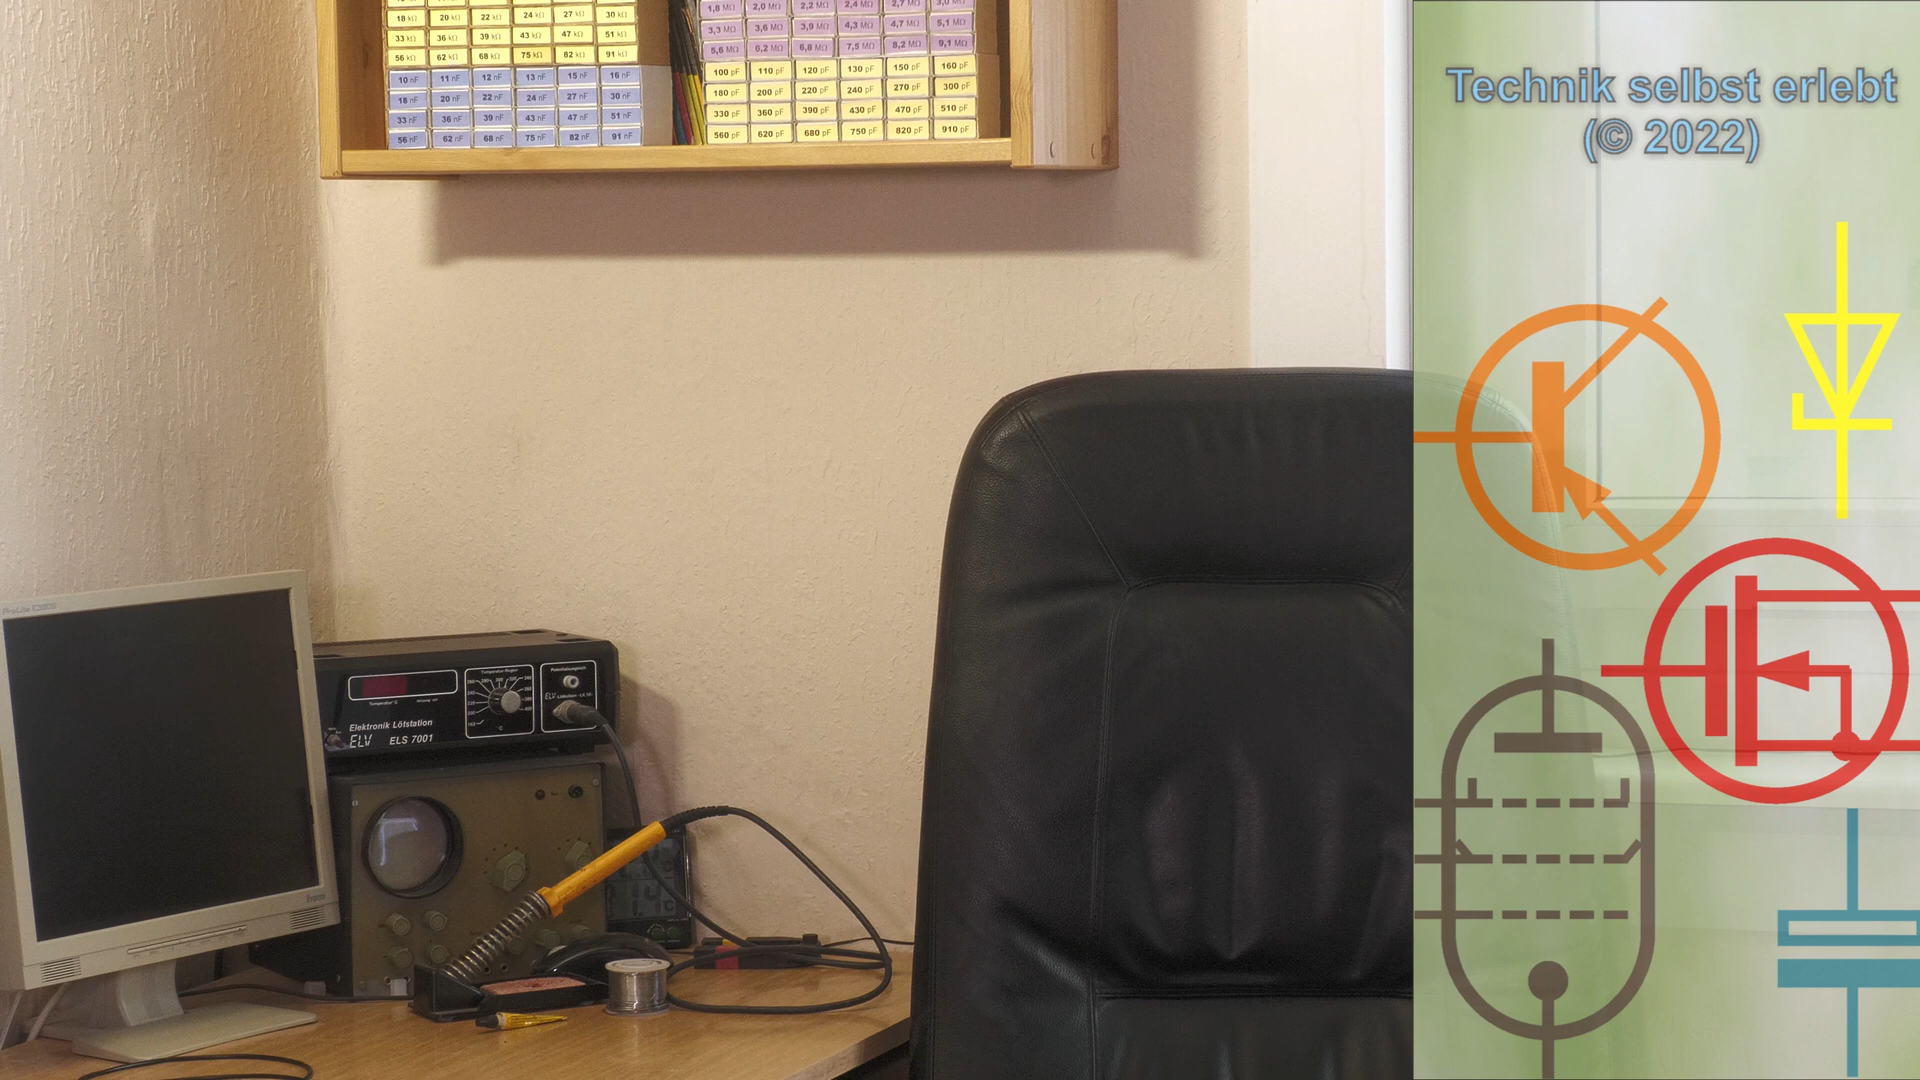 18 kΩ 20 kΩ 22 kΩ 24 kΩ 27 kΩ 30 kΩ
33 kΩ 36 kΩ 39 kΩ 43 kΩ 47 kΩ 51 kΩ
56 kΩ 62 kΩ 68 kΩ 75 kΩ 82 kΩ 91 kΩ
10 nF 11 nF 12 nF 13 nF 15 nF 16 nF
18 nF 20 nF 22 nF 24 nF 27 nF 30 nF
33 nF 36 nF 39 nF 43 nF 47 nF 51 nF
56 nF 62 nF 68 nF 75 nF 82 nF 91 nF
1,8 MΩ 2,0 MΩ 2,2 MΩ 2,4 MΩ 2,7 MΩ 3,0 MΩ
3,3 MΩ 3,6 MΩ 3,9 MΩ 4,3 MΩ 4,7 MΩ 5,1 MΩ
5,6 MΩ 6,2 MΩ 6,8 MΩ 7,5 MΩ 8,2 MΩ 9,1 MΩ
100 pF 110 pF 120 pF 130 pF 150 pF 160 pF
180 pF 200 pF 220 pF 240 pF 270 pF 300 pF
330 pF 360 pF 390 pF 430 pF 470 pF 510 pF
560 pF 620 pF 680 pF 750 pF 820 pF 910 pF
Technik selbst erlebt
(© 2022)
Temperatur °C
Elektronik Lötstation
ELV ELS 7001
°C
ELV